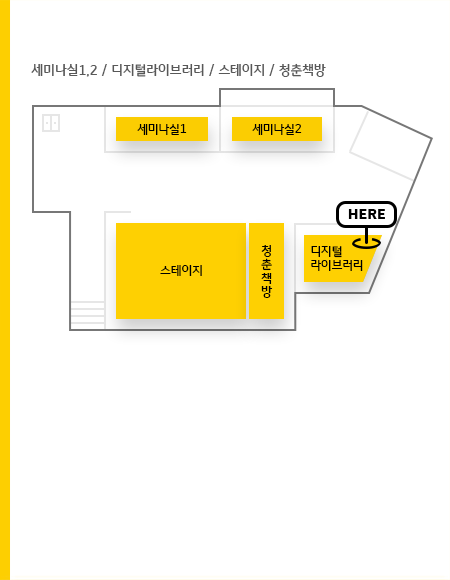 세미나실1,2 / 디지털라이브러리 / 스테이지 / 청춘책방
세미나실1
세미나실2
HERE
디지털
라이브러리
스테이지
청
춘
책
방